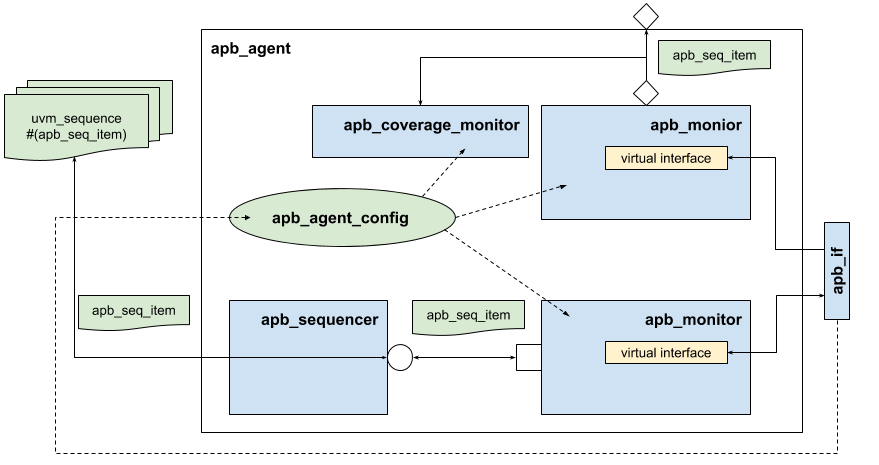 apb_agent
apb_seq_item
uvm_sequence
#(apb_seq_item)
apb_coverage_monitor
apb_monior
virtual interface
apb_agent_config
apb_if
apb_seq_item
apb_sequencer
apb_seq_item
apb_monitor
virtual interface